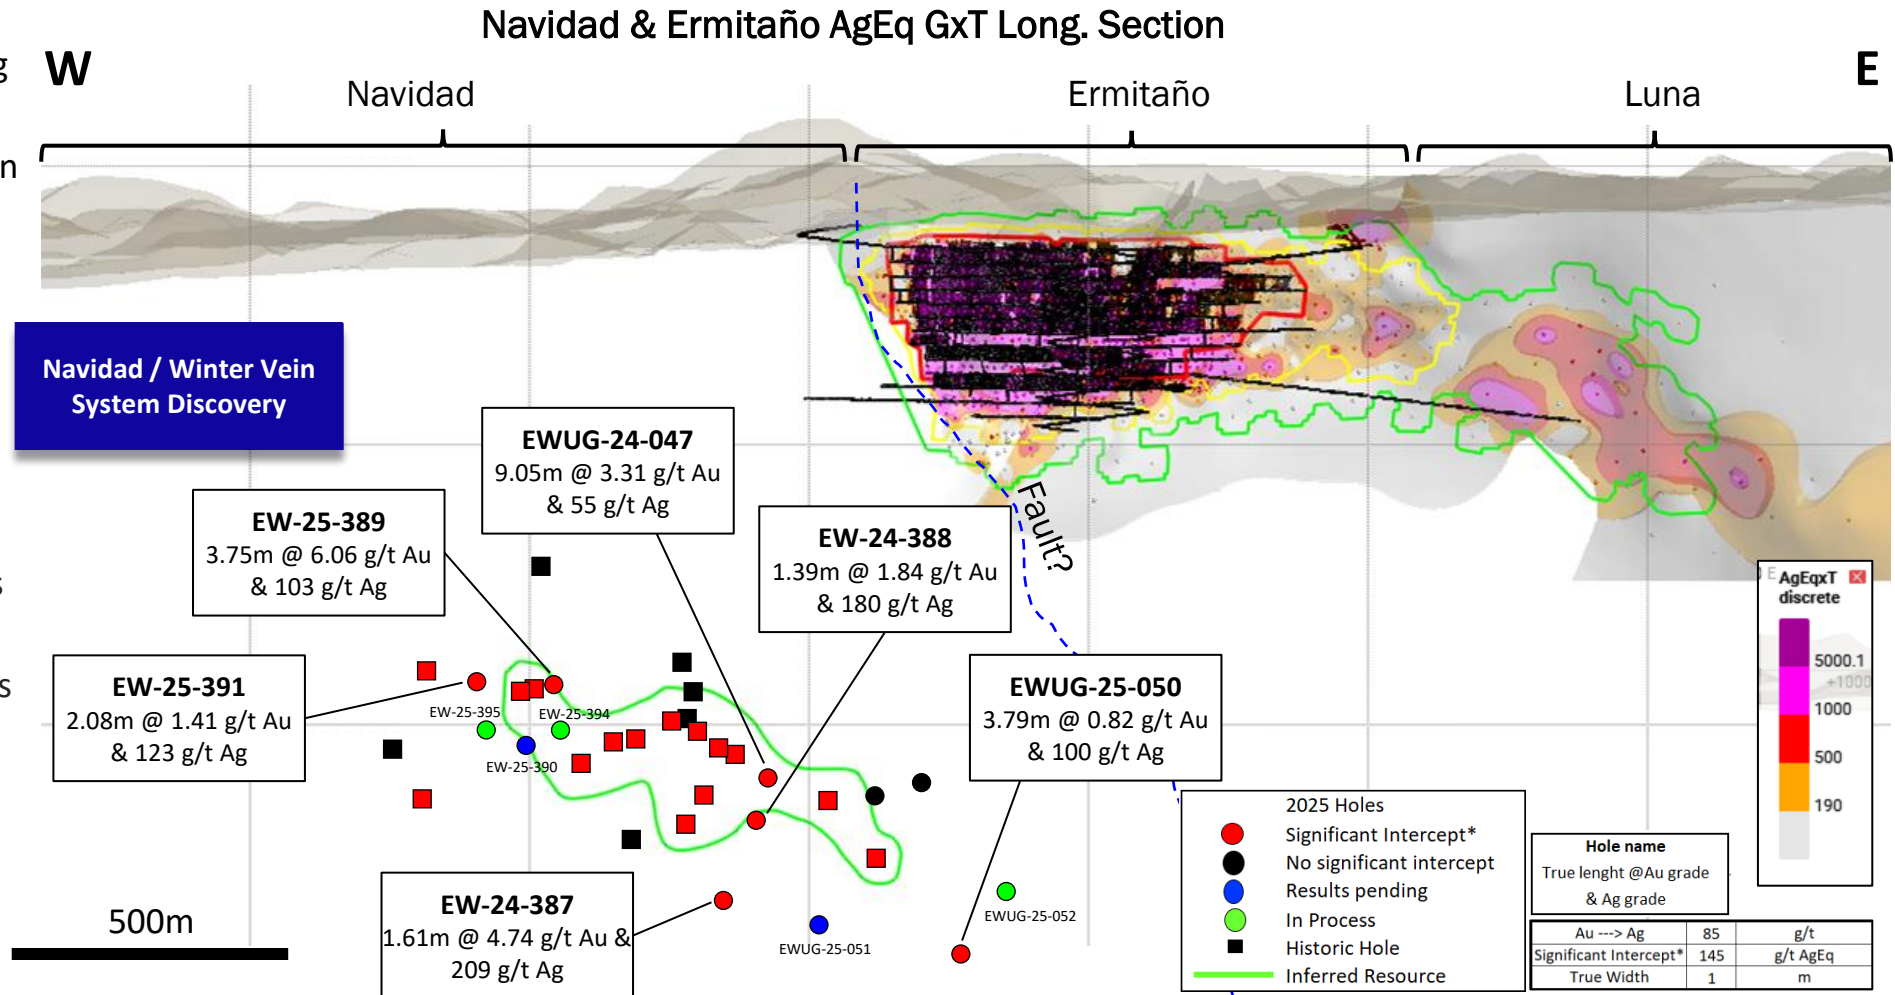 Navidad & Ermitaño AgEq GxT Long. Section
g
W
E
Navidad
Ermitaño
Luna
n
Navidad / Winter Vein
System Discovery
EWUG-24-047
9.05m @ 3.31 g/t Au
& 55 g/t Ag
EW-25-389
3.75m @ 6.06 g/t Au
& 103 g/t Ag
EW-24-388
1.39m @ 1.84 g/t Au
& 180 g/t Ag
Fault?
s
EW-25-391
2.08m @ 1.41 g/t Au
& 123 g/t Ag
s
EWUG-25-050
3.79m @ 0.82 g/t Au
& 100 g/t Ag
EW-25-395
EW-25-394
EW-25-390
EW-24-387
1.61m @ 4.74 g/t Au &
209 g/t Ag
EWUG-25-051
EWUG-25-052
500m
E
AgEqxT
discrete
5000.1
+1000
1000
500
190
2025 Holes
Significant Intercept*
No significant intercept
Results pending
In Process
Historic Hole
Inferred Resource
Hole name
True lenght @Au grade
& Ag grade
Au ---> Ag 85 g/t
Significant Intercept* 145 g/t AgEq
True Width 1 m